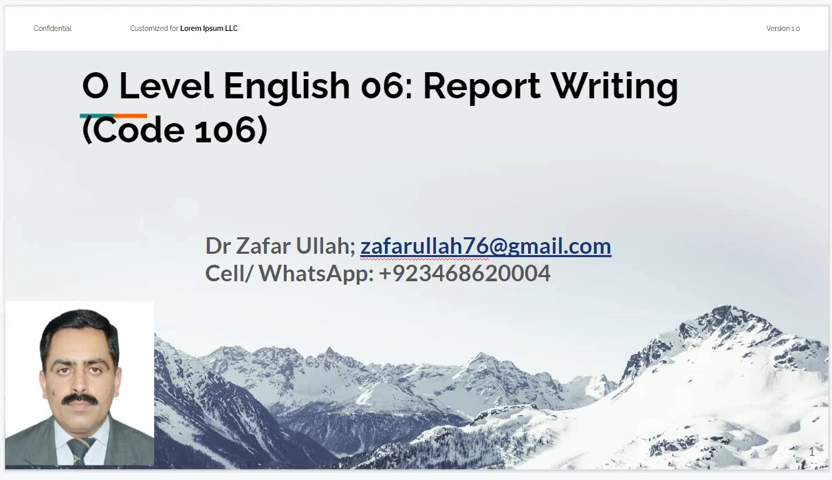 Confidential Customized for Lorem Ipsum LLC Version 1.0
O Level English 06: Report Writing
(Code 106)
Dr Zafar Ullah; zafarullah76@gmail.com
Cell/ WhatsApp: +923468620004
1